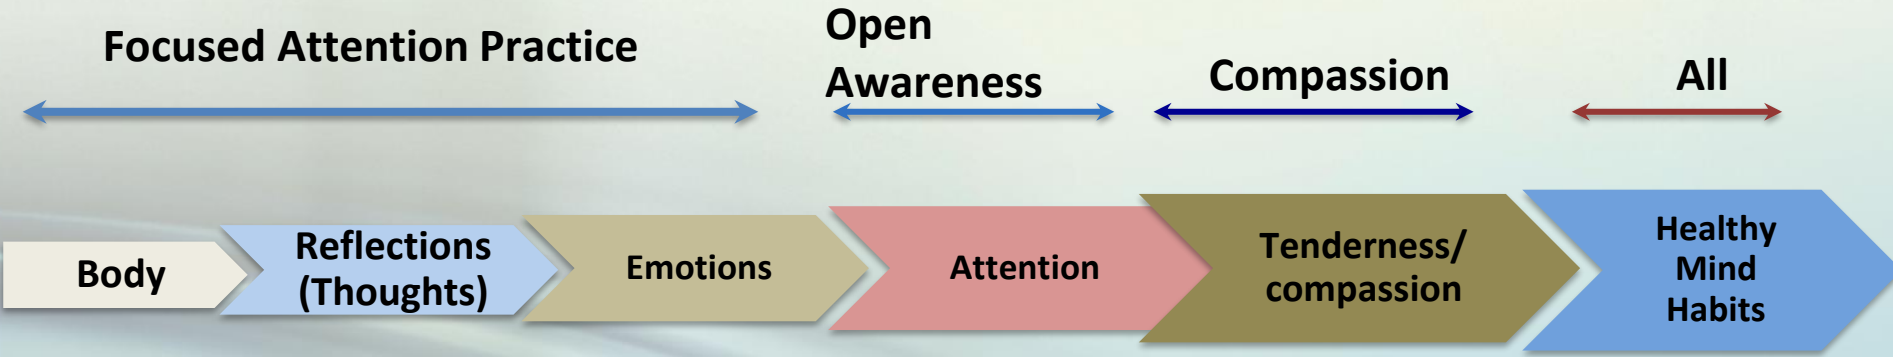 Focused Attention Practice
Open
Awareness
Compassion
All
Body
Reflections
(Thoughts)
Emotions
Attention
Tenderness/
compassion
Healthy
Mind
Habits